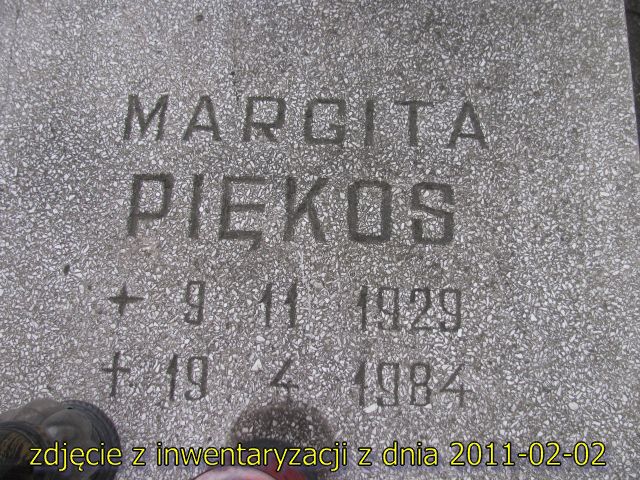 MARGITA
PIĘKOS
+ 9 11 1929
† 19 4 1984
zdjęcie z inwentaryzacji z dnia 2011-02-02